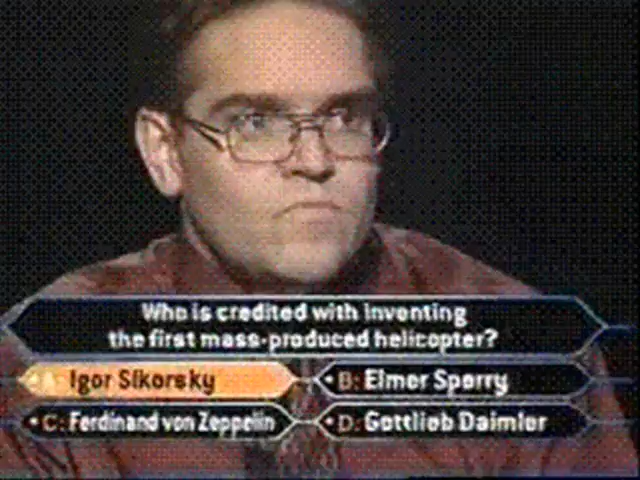 Who is credited with inventing
the first mass-produced helicopter?
A: Igor Sikorsky
B: Elmer Sperry
C: Ferdinand von Zeppelin
D: Gottlieb Daimler